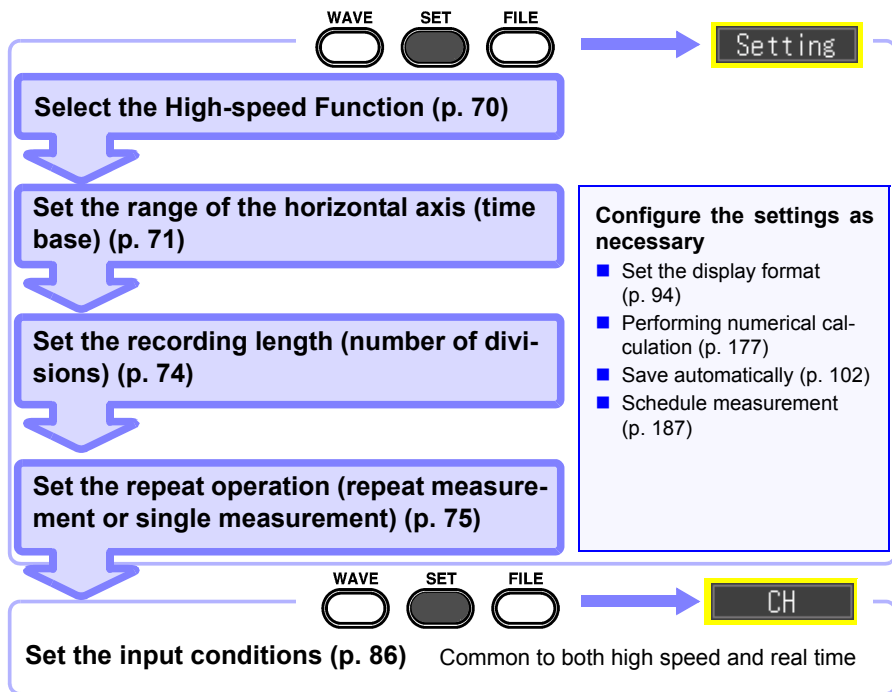 WAVE SET FILE
Setting
Select the High-speed Function (p. 70)
Set the range of the horizontal axis (time
base) (p. 71)
Set the recording length (number of divi-
sions) (p. 74)
Set the repeat operation (repeat measure-
ment or single measurement) (p. 75)
Configure the settings as
necessary
Set the display format
(p. 94)
Performing numerical cal-
culation (p. 177)
Save automatically (p. 102)
Schedule measurement
(p. 187)
WAVE SET FILE
CH
Set the input conditions (p. 86) Common to both high speed and real time